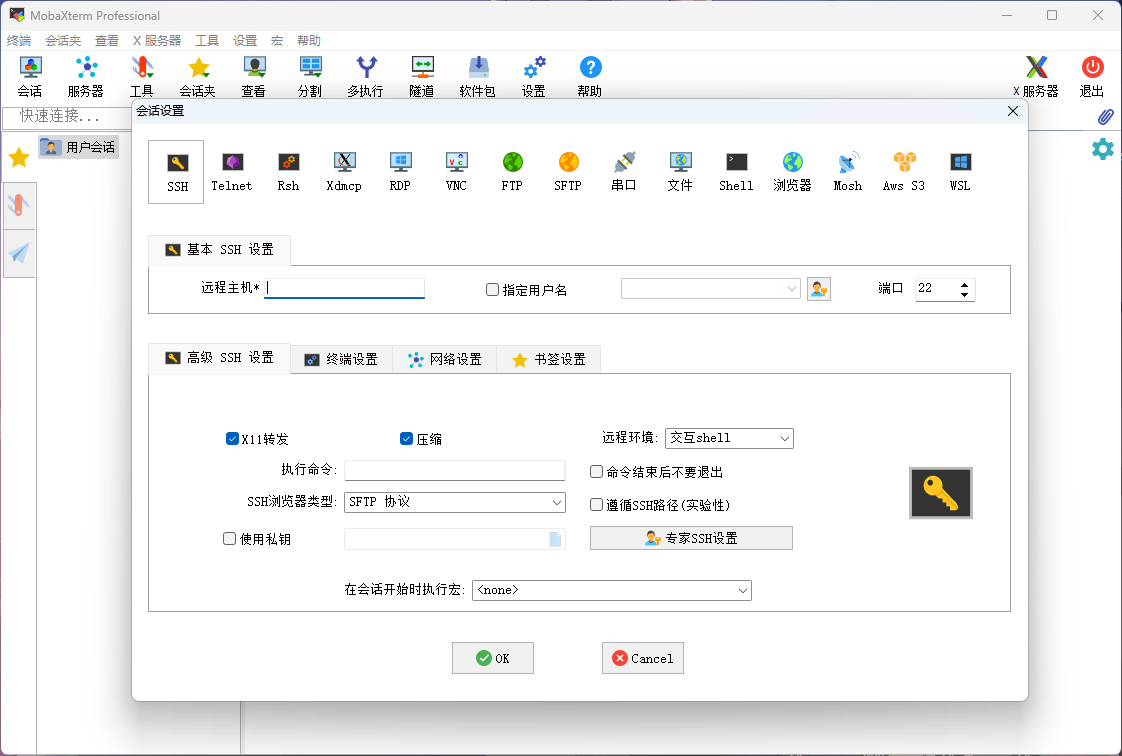 MobaXterm Professional
终端 会话夹 查看 X 服务器 工具 设置 宏 帮助
会话 服务器 工具 会话夹 查看 分割 多执行 隧道 软件包 设置 帮助 X 服务器 退出
快速连接...
用户会话
会话设置
SSH Telnet Rsh Xdmcp RDP VNC FTP SFTP 串口 文件 Shell 浏览器 Mosh Aws S3 WSL
基本 SSH 设置
远程主机* 指定用户名 端口 22
高级 SSH 设置 终端设置 网络设置 书签设置
X11转发 压缩 远程环境: 交互shell
执行命令: 命令结束后不要退出
SSH浏览器类型: SFTP 协议 遵循SSH路径(实验性)
使用私钥 专家SSH设置
在会话开始时执行宏: <none>
OK Cancel